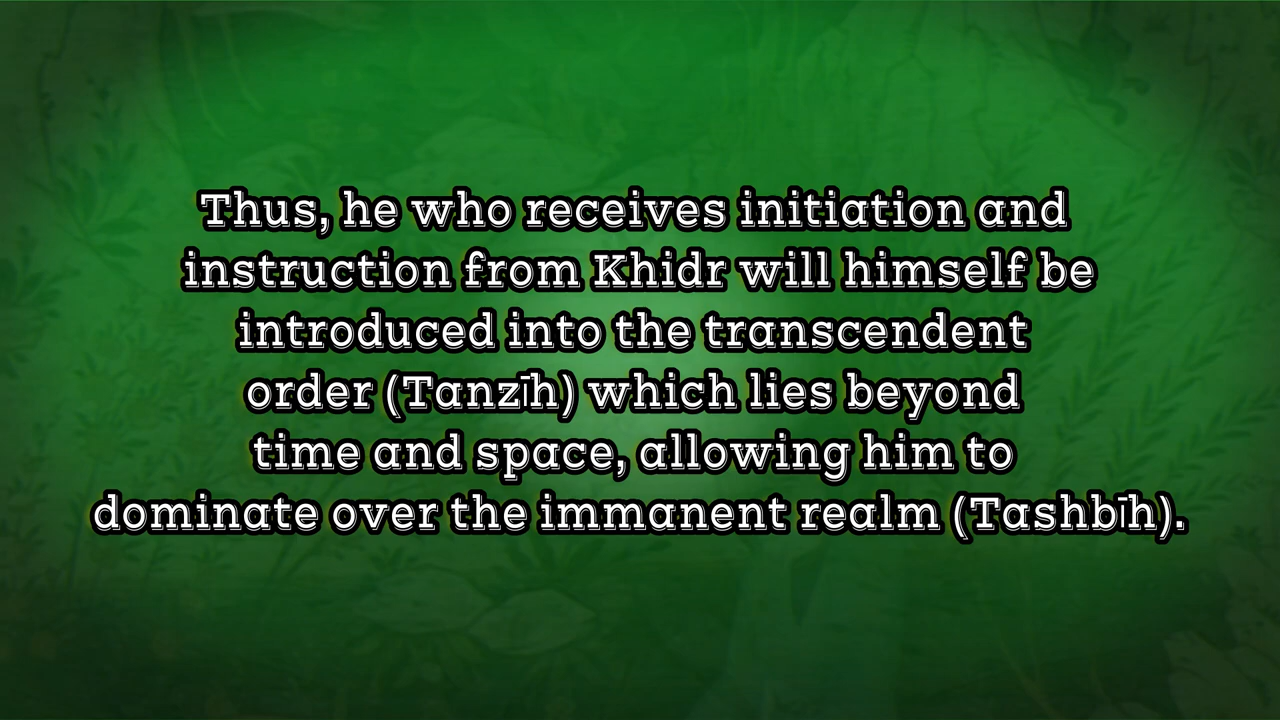 Thus, he who receives initiation and
instruction from Khidr will himself be
introduced into the transcendent
order (Tanzīh) which lies beyond
time and space, allowing him to
dominate over the immanent realm (Tashbīh).